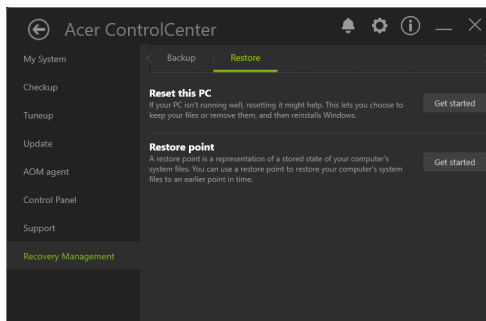 Acer ControlCenter
My System
Checkup
Tuneup
Update
AOM agent
Control Panel
Support
Recovery Management
Backup Restore
Reset this PC
If your PC isn't running well, resetting it might help. This lets you choose to
keep your files or remove them, and then reinstalls Windows.
Get started
Restore point
A restore point is a representation of a stored state of your computer's
system files. You can use a restore point to restore your computer's system
files to an earlier point in time.
Get started